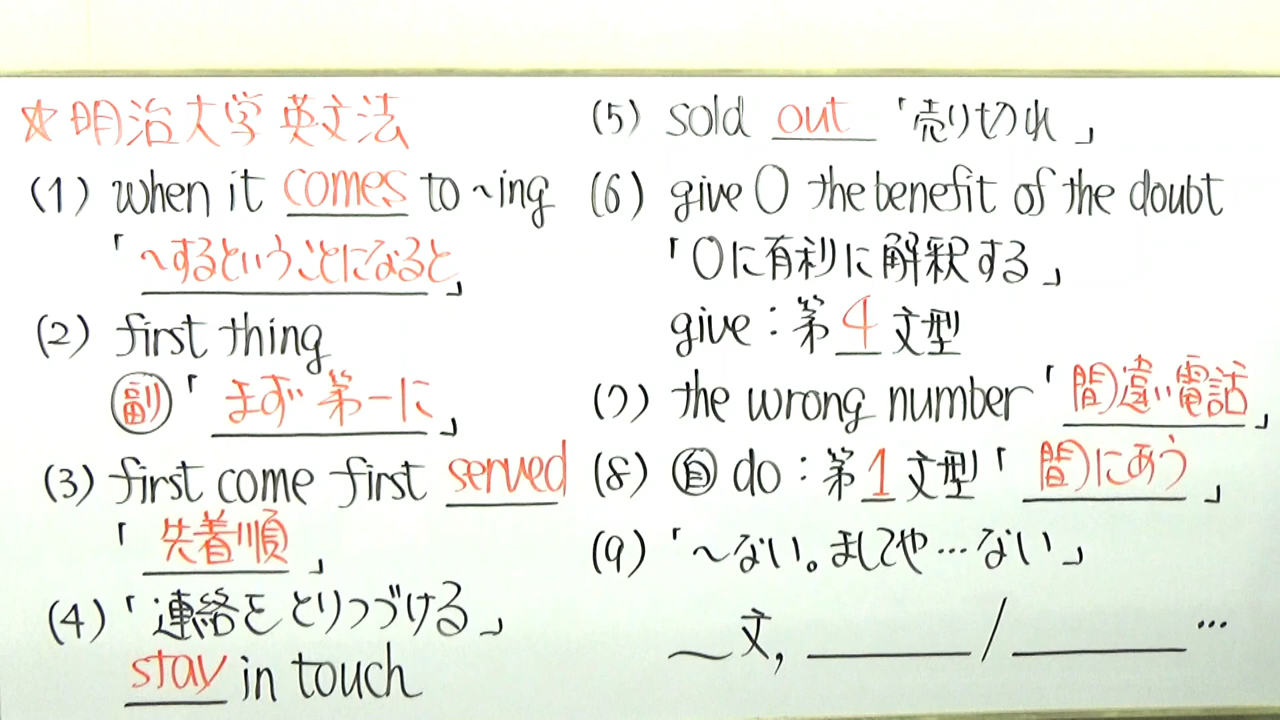 ☆明治大学 英文法
(1) when it comes to ~ing
「~するということになると」
(2) first thing
副「まず第一に」
(3) first come first served
「先着順」
(4)「連絡をとりつづける」
stay in touch
(5) sold out 「売り切れ」
(6) give O the benefit of the doubt
「Oに有利に解釈する」
give:第4文型
(7) the wrong number「間違い電話」
(8) 自 do:第1文型「間にあう」
(9)「~ない。ましてや…ない」
~文, ______ / ______ …